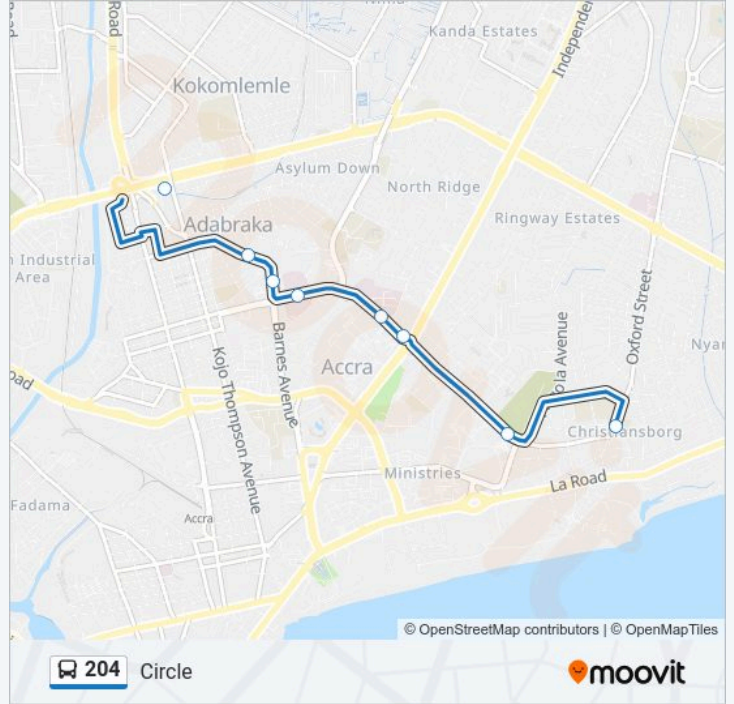 Road
Kanda Estates
Independen
Kokomlemle
Asylum Down
North Ridge
Adabraka
Ringway Estates
n Industrial
Area
Oxford Street
ola Avenue
Nyan
Barnes Avenue
Kojo Thompson Avenue
Accra
oad
Christiansborg
Ministries
La Road
Fadama
Accra
© OpenStreetMap contributors | © OpenMapTiles
204 Circle
moovit